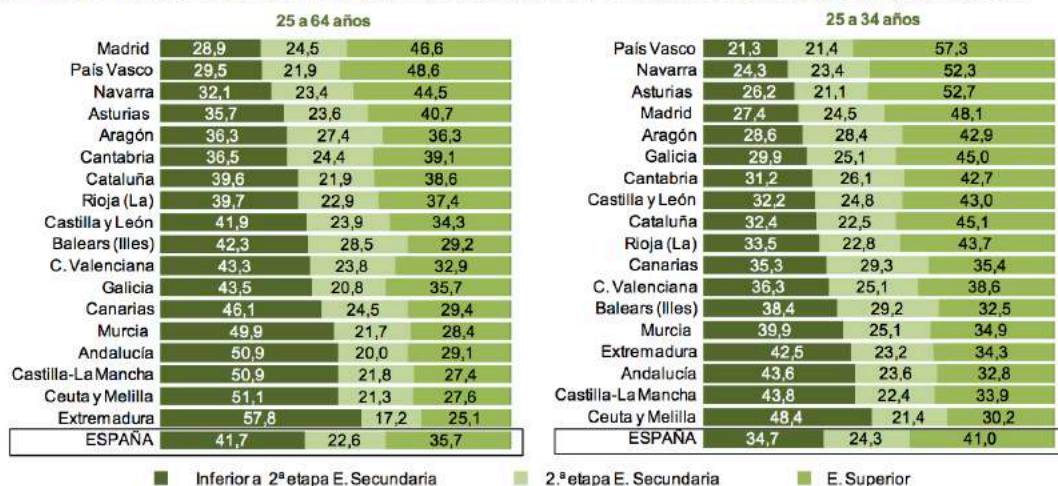 25 a 64 años
Madrid 28,9 24,5 46,6
País Vasco 29,5 21,9 48,6
Navarra 32,1 23,4 44,5
Asturias 35,7 23,6 40,7
Aragón 36,3 27,4 36,3
Cantabria 36,5 24,4 39,1
Cataluña 39,6 21,9 38,6
Rioja (La) 39,7 22,9 37,4
Castilla y León 41,9 23,9 34,3
Balears (Illes) 42,3 28,5 29,2
C. Valenciana 43,3 23,8 32,9
Galicia 43,5 20,8 35,7
Canarias 46,1 24,5 29,4
Murcia 49,9 21,7 28,4
Andalucía 50,9 20,0 29,1
Castilla-La Mancha 50,9 21,8 27,4
Ceuta y Melilla 51,1 21,3 27,6
Extremadura 57,8 17,2 25,1
ESPAÑA 41,7 22,6 35,7
25 a 34 años
País Vasco 21,3 21,4 57,3
Navarra 24,3 23,4 52,3
Asturias 26,2 21,1 52,7
Madrid 27,4 24,5 48,1
Aragón 28,6 28,4 42,9
Galicia 29,9 25,1 45,0
Cantabria 31,2 26,1 42,7
Castilla y León 32,2 24,8 43,0
Cataluña 32,4 22,5 45,1
Rioja (La) 33,5 22,8 43,7
Canarias 35,3 29,3 35,4
C. Valenciana 36,3 25,1 38,6
Balears (Illes) 38,4 29,2 32,5
Murcia 39,9 25,1 34,9
Extremadura 42,5 23,2 34,3
Andalucía 43,6 23,6 32,8
Castilla-La Mancha 43,8 22,4 33,9
Ceuta y Melilla 48,4 21,4 30,2
ESPAÑA 34,7 24,3 41,0
Inferior a 2ª etapa E. Secundaria 2.ª etapa E. Secundaria E. Superior